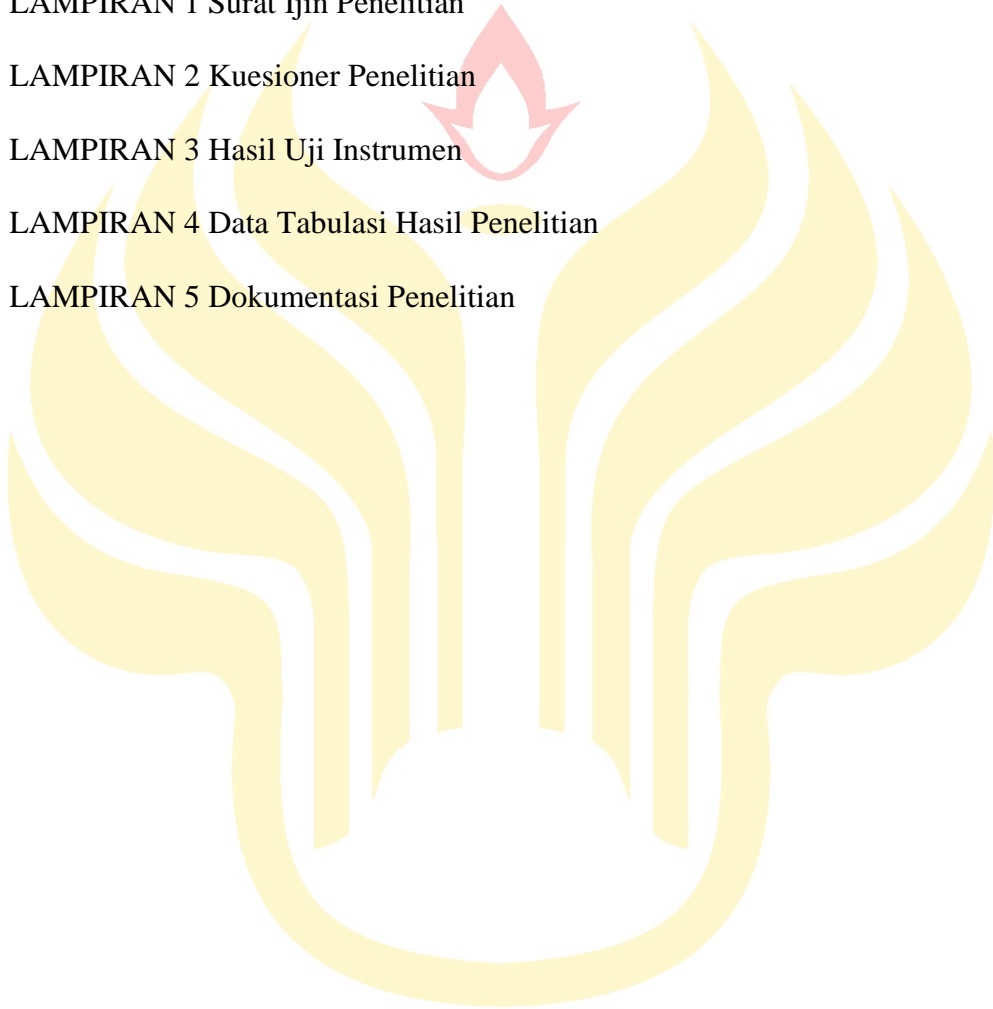 LAMPIRAN 1 Surat Ijin Penelitian
LAMPIRAN 2 Kuesioner Penelitian
LAMPIRAN 3 Hasil Uji Instrumen
LAMPIRAN 4 Data Tabulasi Hasil Penelitian
LAMPIRAN 5 Dokumentasi Penelitian